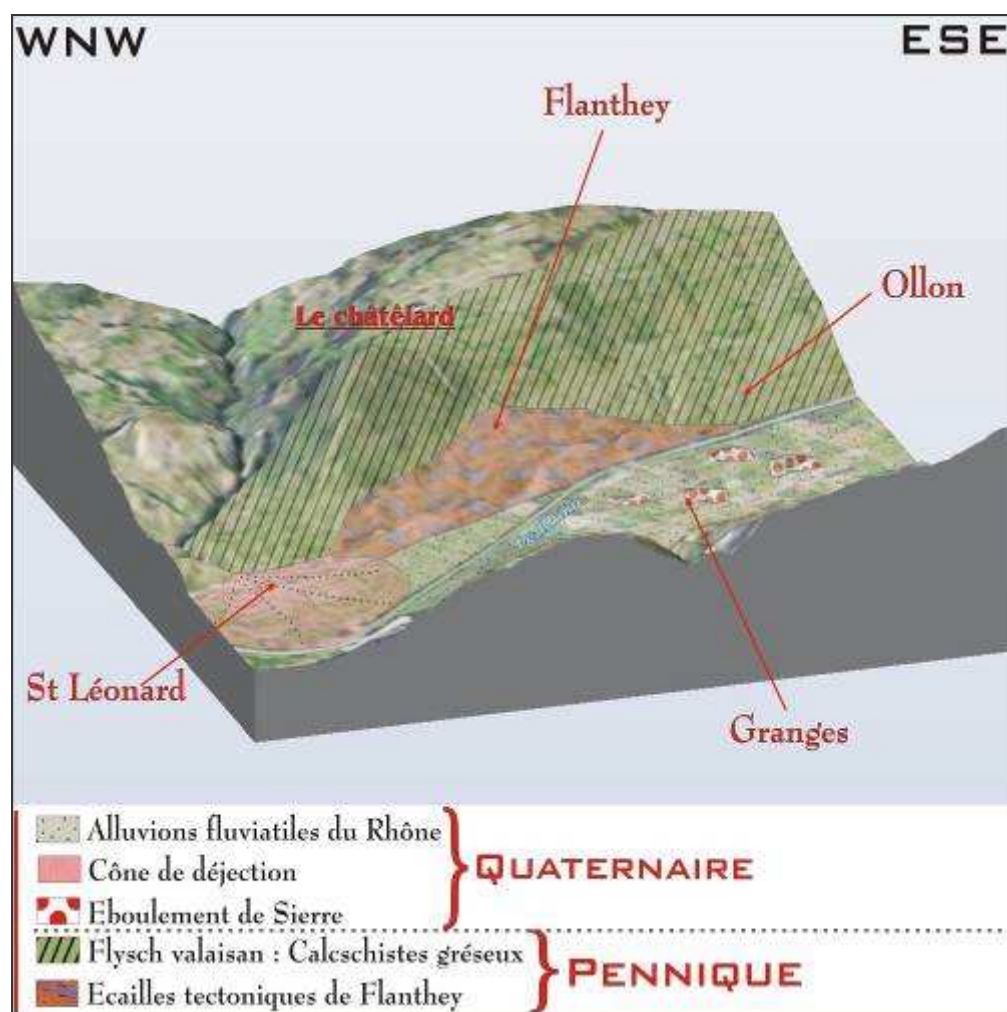 WNW ESE
Flanthey
Ollon
Le châtêlard
St Léonard
Granges
Alluvions fluviatiles du Rhône
Cône de déjection
QUATERNAIRE
Eboulement de Sierre
Flysch valaisan : Calcschistes gréseux
PENNIQUE
Ecailles tectoniques de Flanthey